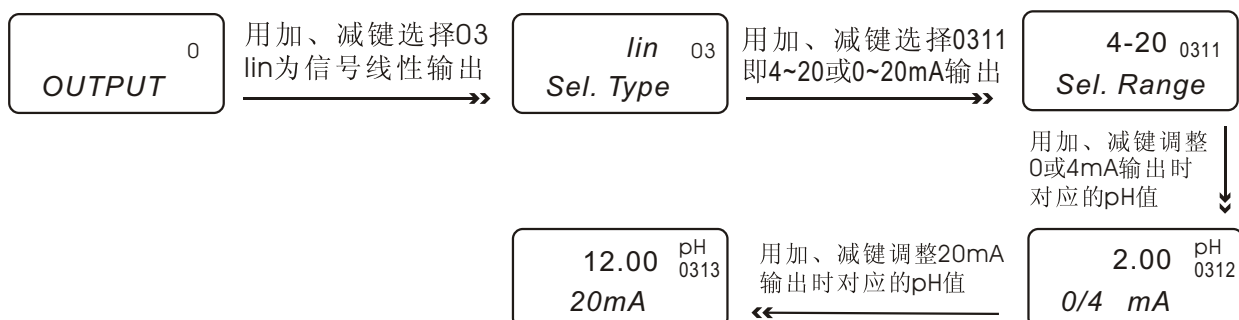 0
OUTPUT
用加、减键选择03
lin为信号线性输出
lin 03
Sel. Type
用加、减键选择0311
即4~20或0~20mA输出
4-20 0311
Sel. Range
用加、减键调整
0或4mA输出时
对应的pH值
2.00 pH
0312
0/4 mA
用加、减键调整20mA
输出时对应的pH值
12.00 pH
0313
20mA